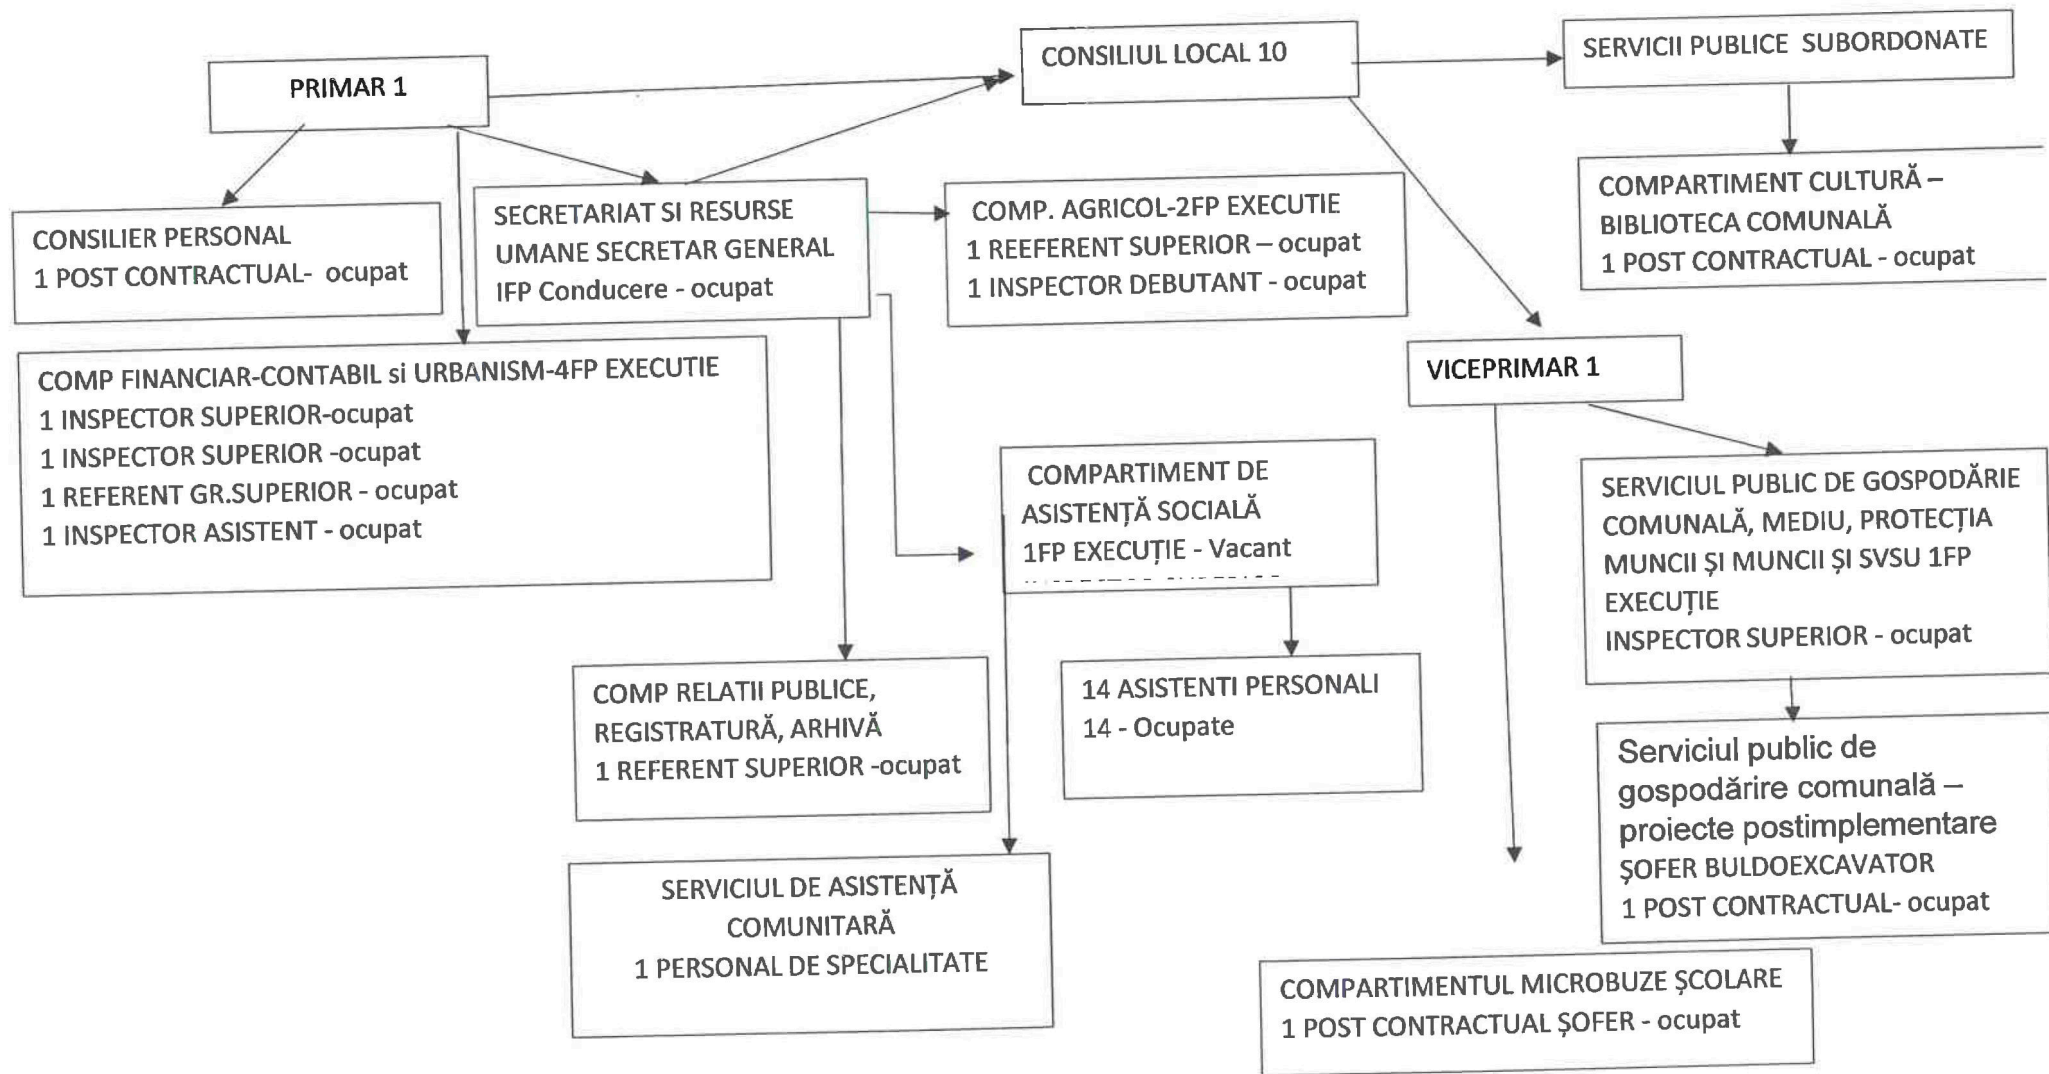 PRIMAR 1
CONSILIUL LOCAL 10
SERVICII PUBLICE SUBORDONATE
CONSILIER PERSONAL
1 POST CONTRACTUAL- ocupat
SECRETARIAT SI RESURSE
UMANE SECRETAR GENERAL
IFP Conducere - ocupat
COMP. AGRICOL-2FP EXECUTIE
1 REEFERENT SUPERIOR – ocupat
1 INSPECTOR DEBUTANT - ocupat
COMPARTIMENT CULTURĂ –
BIBLIOTECA COMUNALĂ
1 POST CONTRACTUAL - ocupat
COMP FINANCIAR-CONTABIL si URBANISM-4FP EXECUTIE
1 INSPECTOR SUPERIOR-ocupat
1 INSPECTOR SUPERIOR -ocupat
1 REFERENT GR.SUPERIOR - ocupat
1 INSPECTOR ASISTENT - ocupat
VICEPRIMAR 1
COMPARTIMENT DE
ASISTENȚĂ SOCIALĂ
1FP EXECUȚIE - Vacant
SERVICIUL PUBLIC DE GOSPODĂRIE
COMUNALĂ, MEDIU, PROTECȚIA
MUNCII ȘI MUNCII ȘI SVSU 1FP
EXECUȚIE
INSPECTOR SUPERIOR - ocupat
COMP RELATII PUBLICE,
REGISTRATURĂ, ARHIVĂ
1 REFERENT SUPERIOR -ocupat
14 ASISTENTI PERSONALI
14 - Ocupate
Serviciul public de
gospodărire comunală –
proiecte postimplementare
ȘOFER BULDOEXCAVATOR
1 POST CONTRACTUAL- ocupat
SERVICIUL DE ASISTENȚĂ
COMUNITARĂ
1 PERSONAL DE SPECIALITATE
COMPARTIMENTUL MICROBUZE ȘCOLARE
1 POST CONTRACTUAL ȘOFER - ocupat